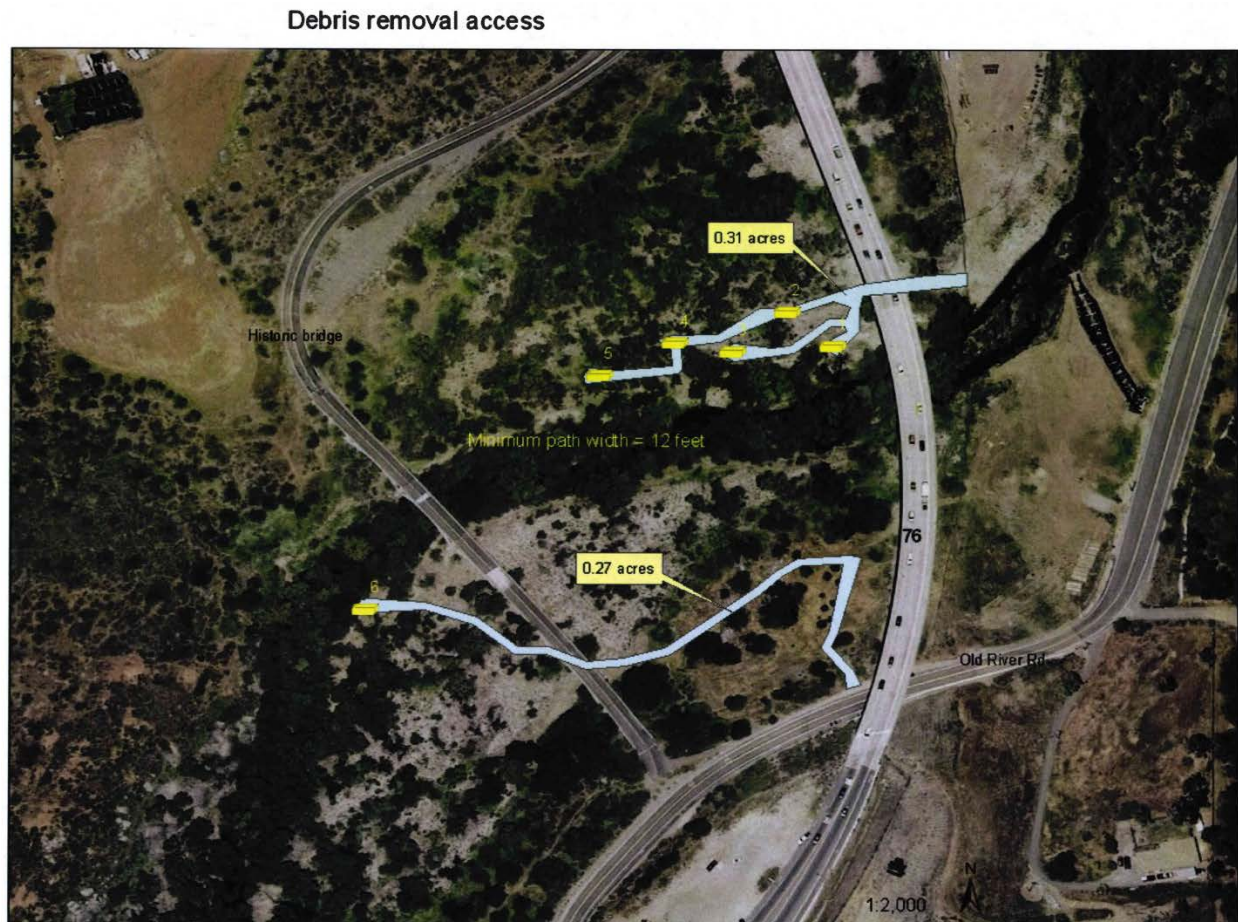 Debris removal access
0.31 acres
2
4
3
5
Historic bridge
Minimum path width = 12 feet
76
0.27 acres
6
Old River Rd
N
1:2,000